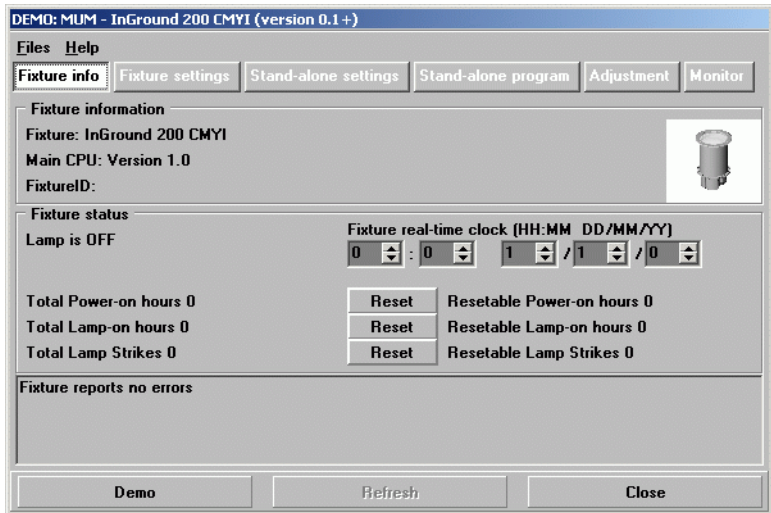 DEMO: MUM - InGround 200 CMYI (version 0.1+)
Files Help
Fixture info Fixture settings Stand-alone settings Stand-alone program Adjustment Monitor
Fixture information
Fixture: InGround 200 CMYI
Main CPU: Version 1.0
FixtureID:
Fixture status
Lamp is OFF
Fixture real-time clock (HH:MM DD/MM/YY)
0 : 0 1 / 1 / 0
Total Power-on hours 0 Reset Resetable Power-on hours 0
Total Lamp-on hours 0 Reset Resetable Lamp-on hours 0
Total Lamp Strikes 0 Reset Resetable Lamp Strikes 0
Fixture reports no errors
Demo Refresh Close